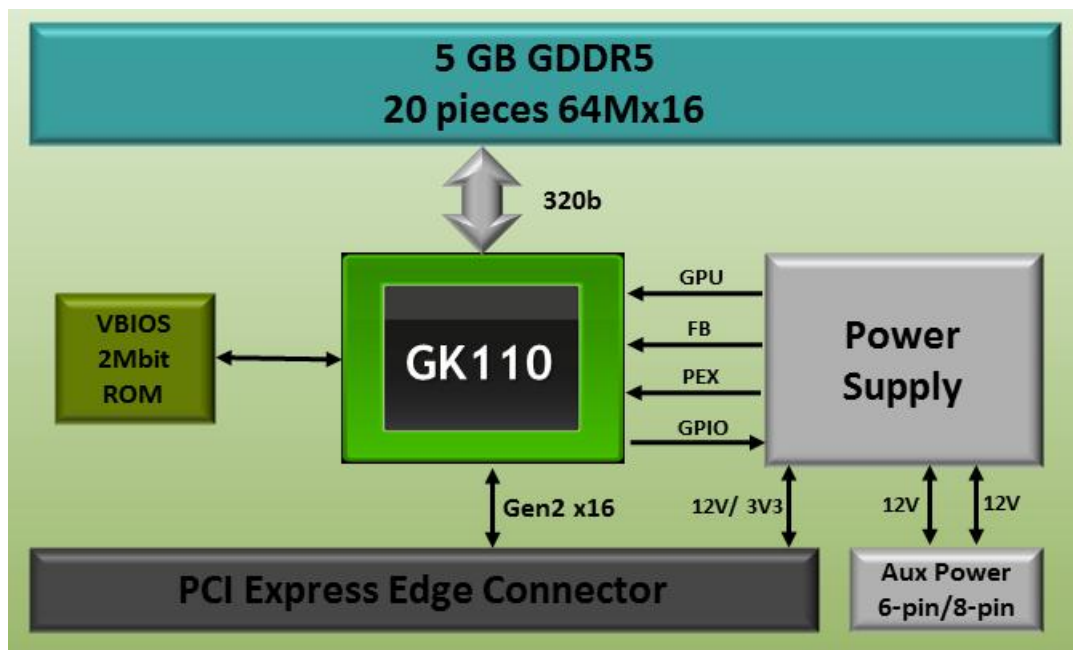 5 GB GDDR5
20 pieces 64Mx16
320b
VBIOS
2Mbit
ROM
GK110
GPU
FB
PEX
GPIO
Power
Supply
Gen2 x16
12V/ 3V3
12V
12V
PCI Express Edge Connector
Aux Power
6-pin/8-pin